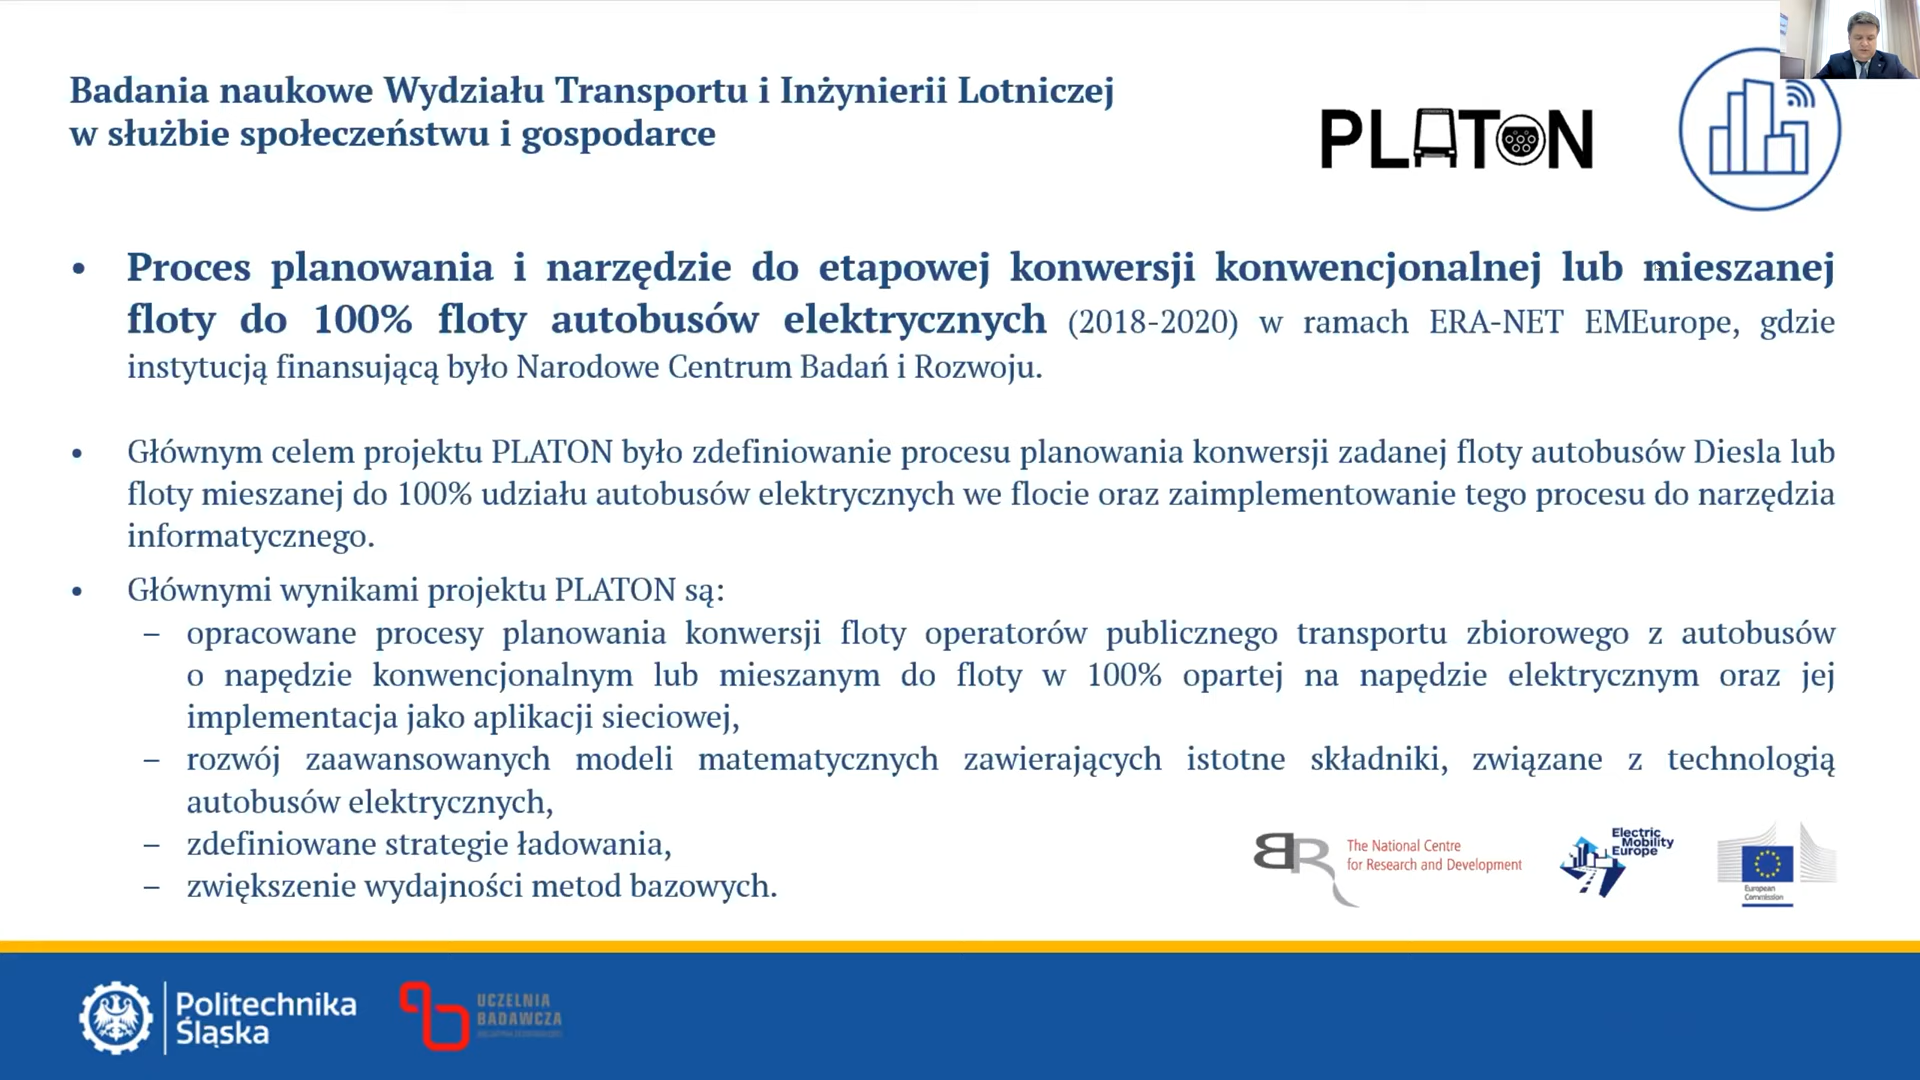 Badania naukowe Wydziału Transportu i Inżynierii Lotniczej
w służbie społeczeństwu i gospodarce
PLATON
• Proces planowania i narzędzie do etapowej konwersji konwencjonalnej lub mieszanej
floty do 100% floty autobusów elektrycznych (2018-2020) w ramach ERA-NET EMEurope, gdzie
instytucją finansującą było Narodowe Centrum Badań i Rozwoju.
• Głównym celem projektu PLATON było zdefiniowanie procesu planowania konwersji zadanej floty autobusów Diesla lub
floty mieszanej do 100% udziału autobusów elektrycznych we flocie oraz zaimplementowanie tego procesu do narzędzia
informatycznego.
• Głównymi wynikami projektu PLATON są:
– opracowane procesy planowania konwersji floty operatorów publicznego transportu zbiorowego z autobusów
o napędzie konwencjonalnym lub mieszanym do floty w 100% opartej na napędzie elektrycznym oraz jej
implementacja jako aplikacji sieciowej,
– rozwój zaawansowanych modeli matematycznych zawierających istotne składniki, związane z technologią
autobusów elektrycznych,
– zdefiniowane strategie ładowania,
– zwiększenie wydajności metod bazowych.
BR
The National Centre
for Research and Development
Electric
Mobility
Europe
European
Commission
Politechnika
Śląska
UCZELNIA
BADAWCZA